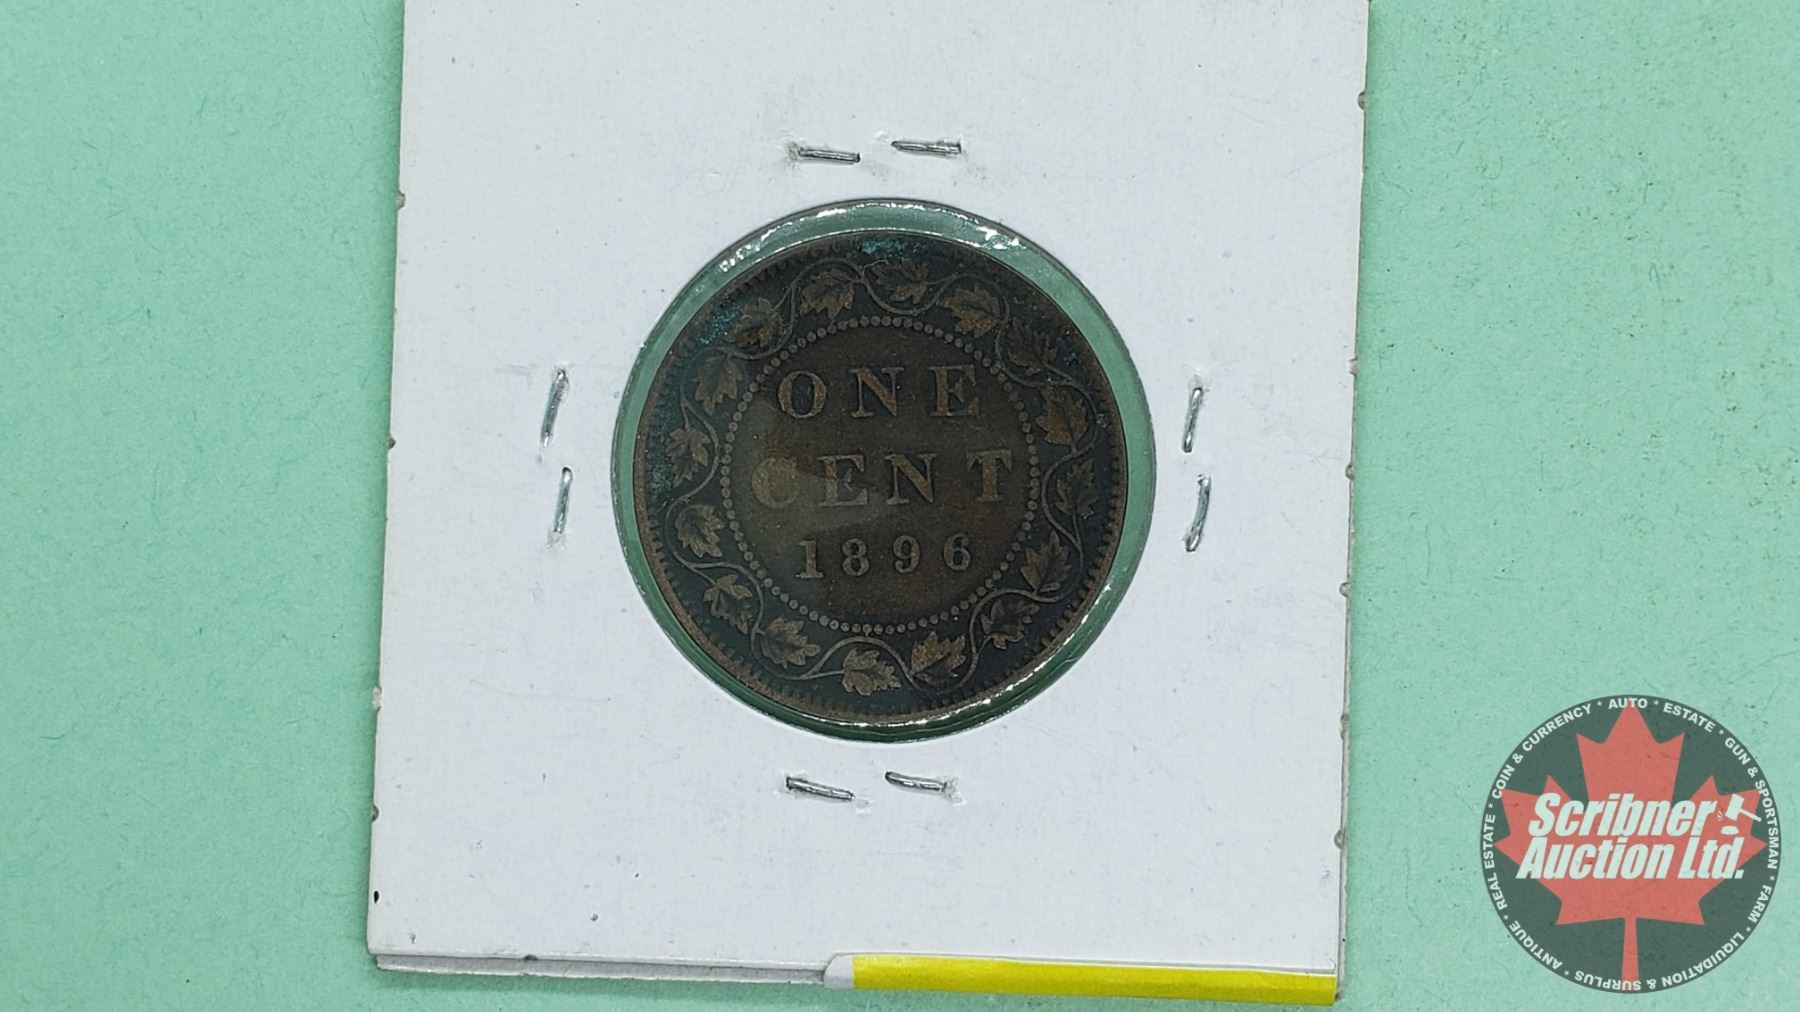 ONE
CENT
1896
REAL ESTATE * COIN & CURRENCY * AUTO * ESTATE * GUN & SPORTSMAN * FARM * LIQUIDATION & SURPLUS * ANTIQUE *
Scribner
Auction Ltd.